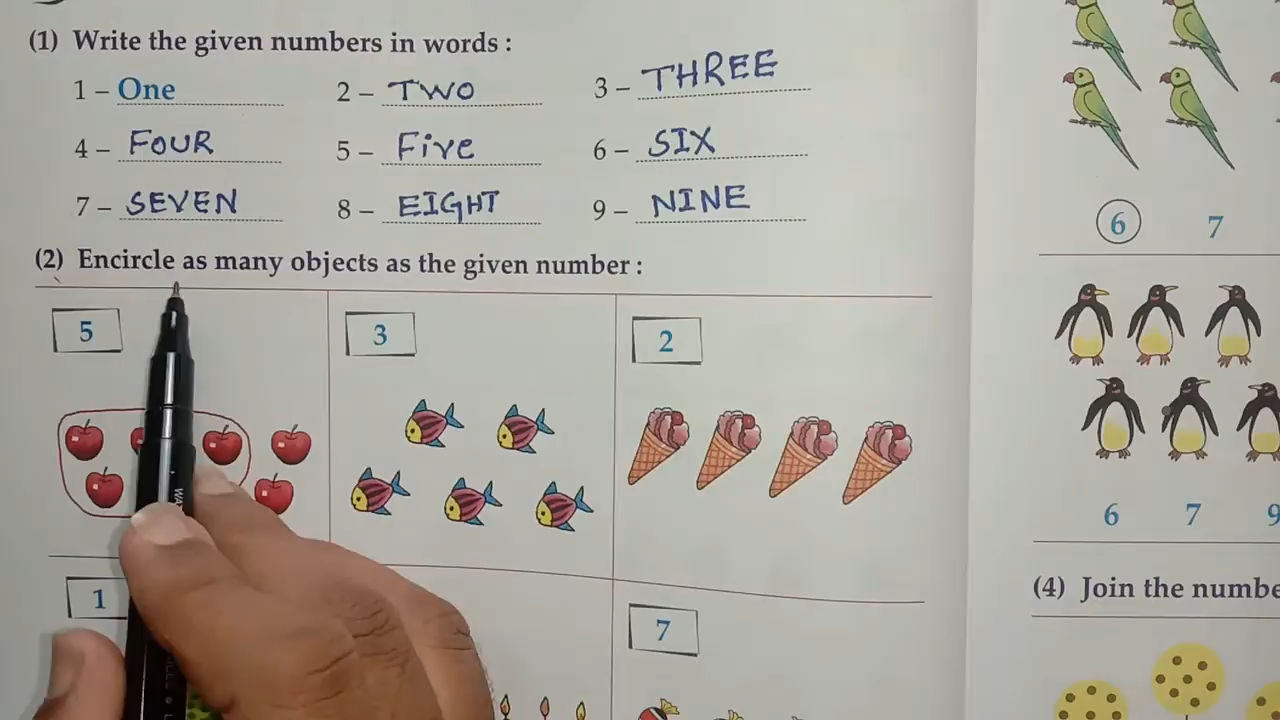 (1) Write the given numbers in words :
1 – One 2 – TWO 3 – THREE
4 – FOUR 5 – Five 6 – SIX
7 – SEVEN 8 – EIGHT 9 – NINE
(2) Encircle as many objects as the given number :
5 3 2
1 7
6 7
6 7 9
(4) Join the numbe